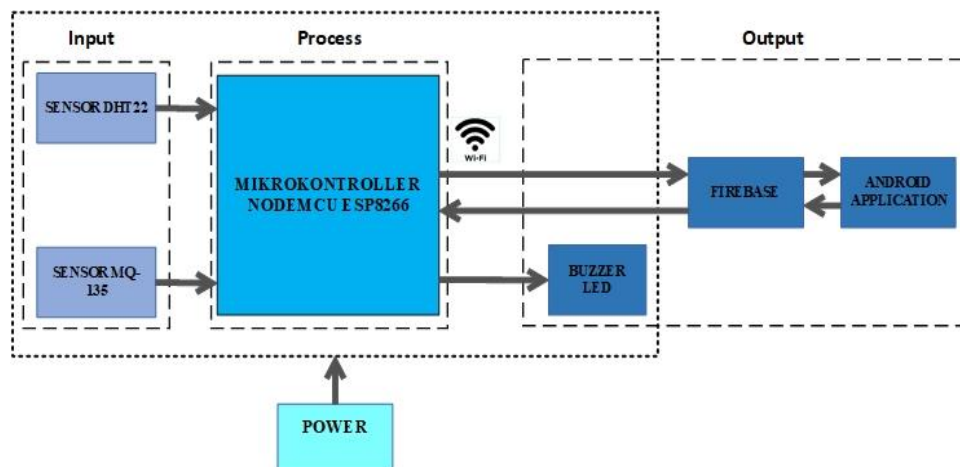 Input
Process
Output
SENSOR DHT22
MIKROKONTROLLER
NODEMCU ESP8266
Wi-Fi
FIREBASE
ANDROID
APPLICATION
SENSOR MQ-
135
BUZZER
LED
POWER